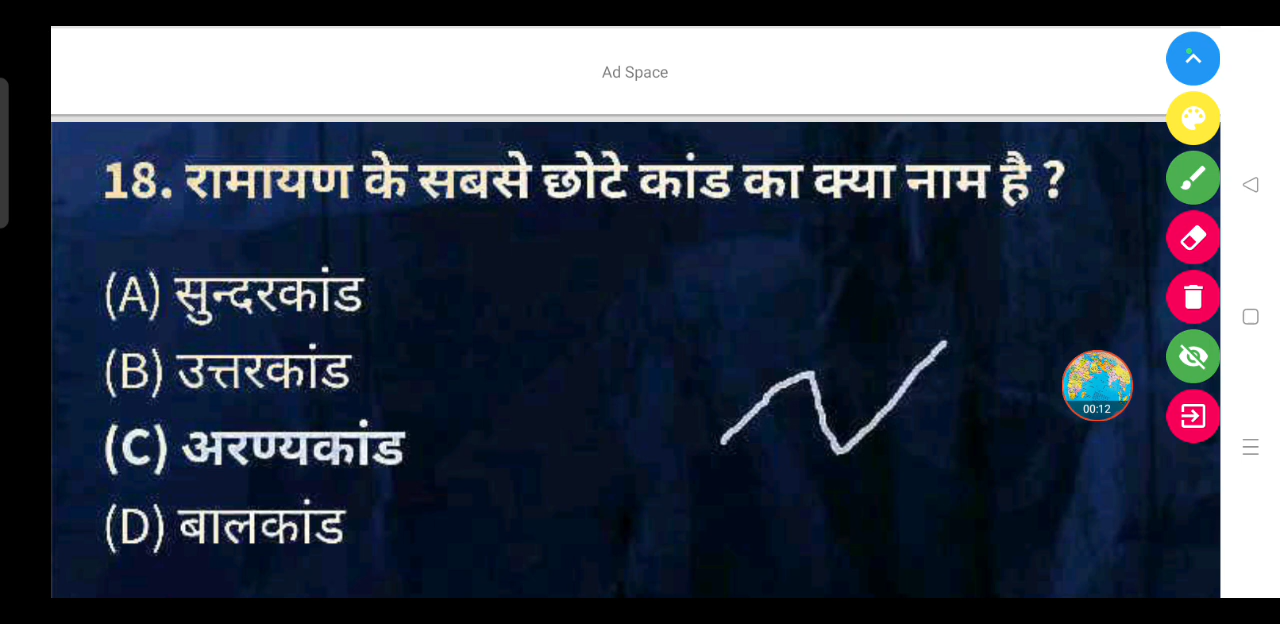 Ad Space
18. रामायण के सबसे छोटे कांड का क्या नाम है ?
(A) सुन्दरकांड
(B) उत्तरकांड
(C) अरण्यकांड
(D) बालकांड
00:12